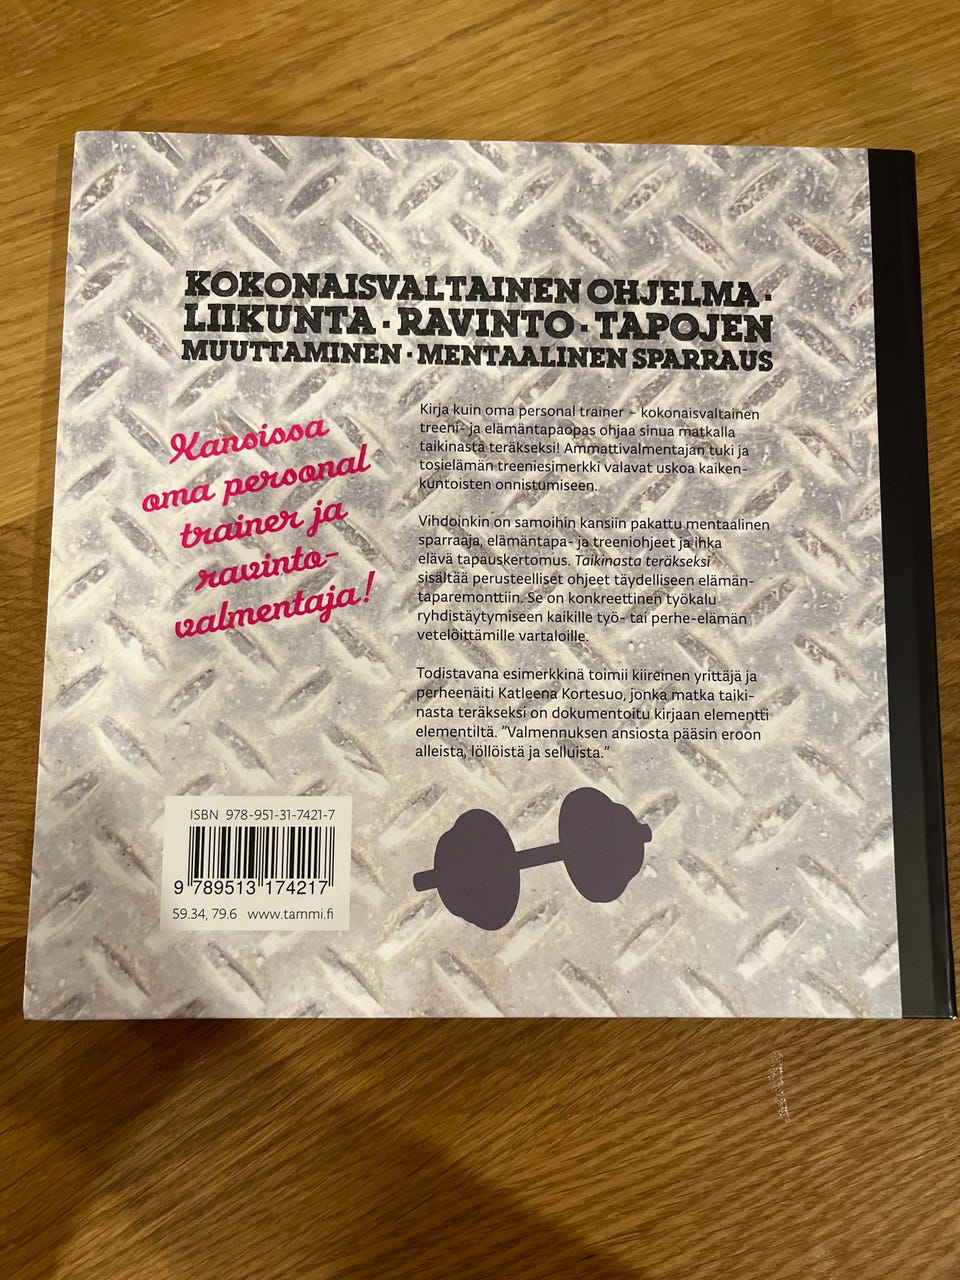 KOKONAISVALTAINEN OHJELMA ·
LIIKUNTA · RAVINTO · TAPOJEN
MUUTTAMINEN · MENTAALINEN SPARRAUS
Kansissa
oma personal
trainer ja
ravinto-
valmentaja!
Kirja kuin oma personal trainer – kokonaisvaltainen
treeni- ja elämäntapaopas ohjaa sinua matkalla
taikinasta teräkseksi! Ammattivalmentajan tuki ja
tosielämän treeniesimerkki valavat uskoa kaiken-
kuntoisten onnistumiseen.
Vihdoinkin on samoihin kansiin pakattu mentaalinen
sparraaja, elämäntapa- ja treeniohjeet ja ihka
elävä tapauskertomus. Taikinasta teräkseksi
sisältää perusteelliset ohjeet täydelliseen elämän-
taparemonttiin. Se on konkreettinen työkalu
ryhdistäytymiseen kaikille työ- tai perhe-elämän
vetelöittämille vartaloille.
Todistavana esimerkkinä toimii kiireinen yrittäjä ja
perheenäiti Katleena Kortesuo, jonka matka taiki-
nasta teräkseksi on dokumentoitu kirjaan elementti
elementiltä. ”Valmennuksen ansiosta pääsin eroon
alleista, löllöistä ja selluista.”
ISBN 978-951-31-7421-7
9 789513 174217
59.34, 79.6 www.tammi.fi